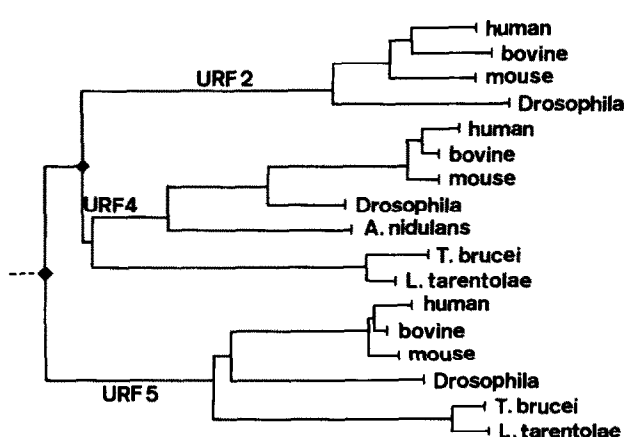 human
bovine
URF 2
mouse
Drosophila
human
bovine
mouse
URF4
Drosophila
A. nidulans
T. brucei
L. tarentolae
human
bovine
mouse
Drosophila
URF 5
T. brucei
L. tarentolae